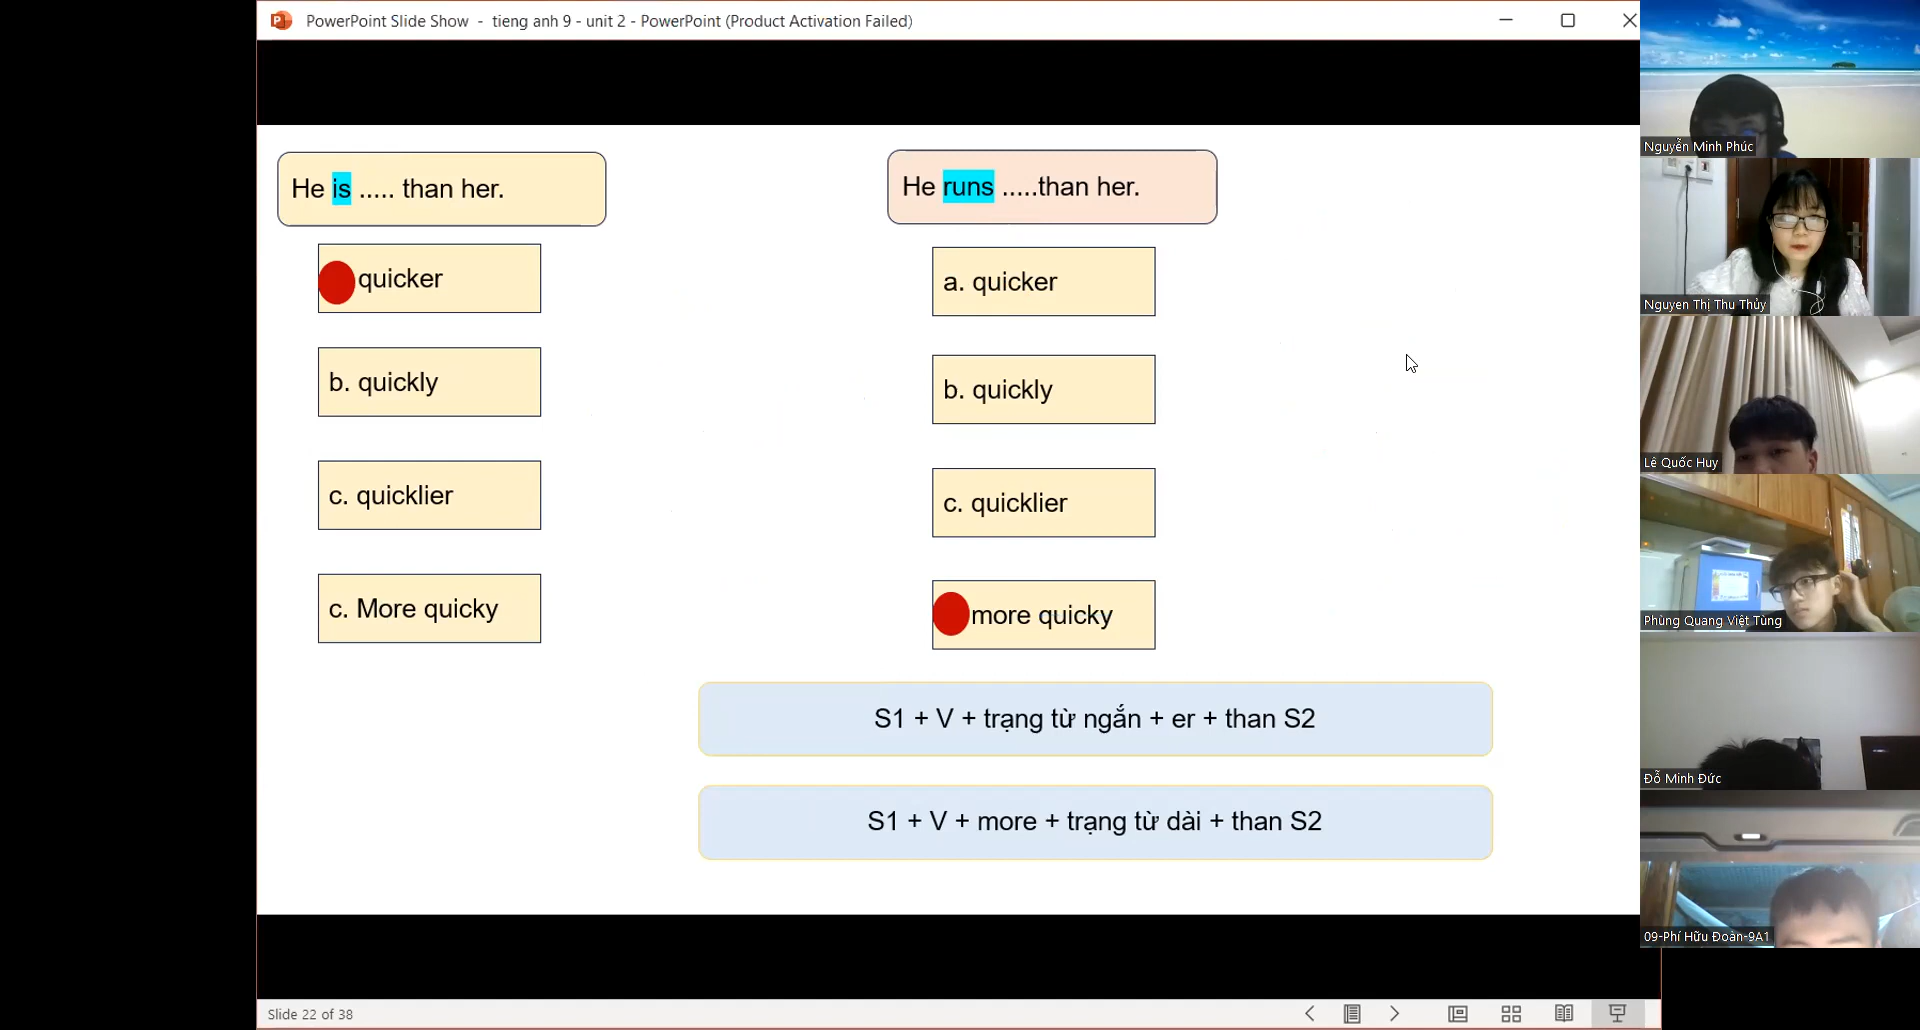 PowerPoint Slide Show - tieng anh 9 - unit 2 - PowerPoint (Product Activation Failed)
He is ..... than her.
quicker
b. quickly
c. quicklier
c. More quicky
He runs .....than her.
a. quicker
b. quickly
c. quicklier
more quicky
S1 + V + trạng từ ngắn + er + than S2
S1 + V + more + trạng từ dài + than S2
Nguyễn Minh Phúc
Nguyen Thị Thu Thủy
Lê Quốc Huy
Phùng Quang Việt Tùng
Đỗ Minh Đức
09-Phí Hữu Đoàn-9A1
Slide 22 of 38